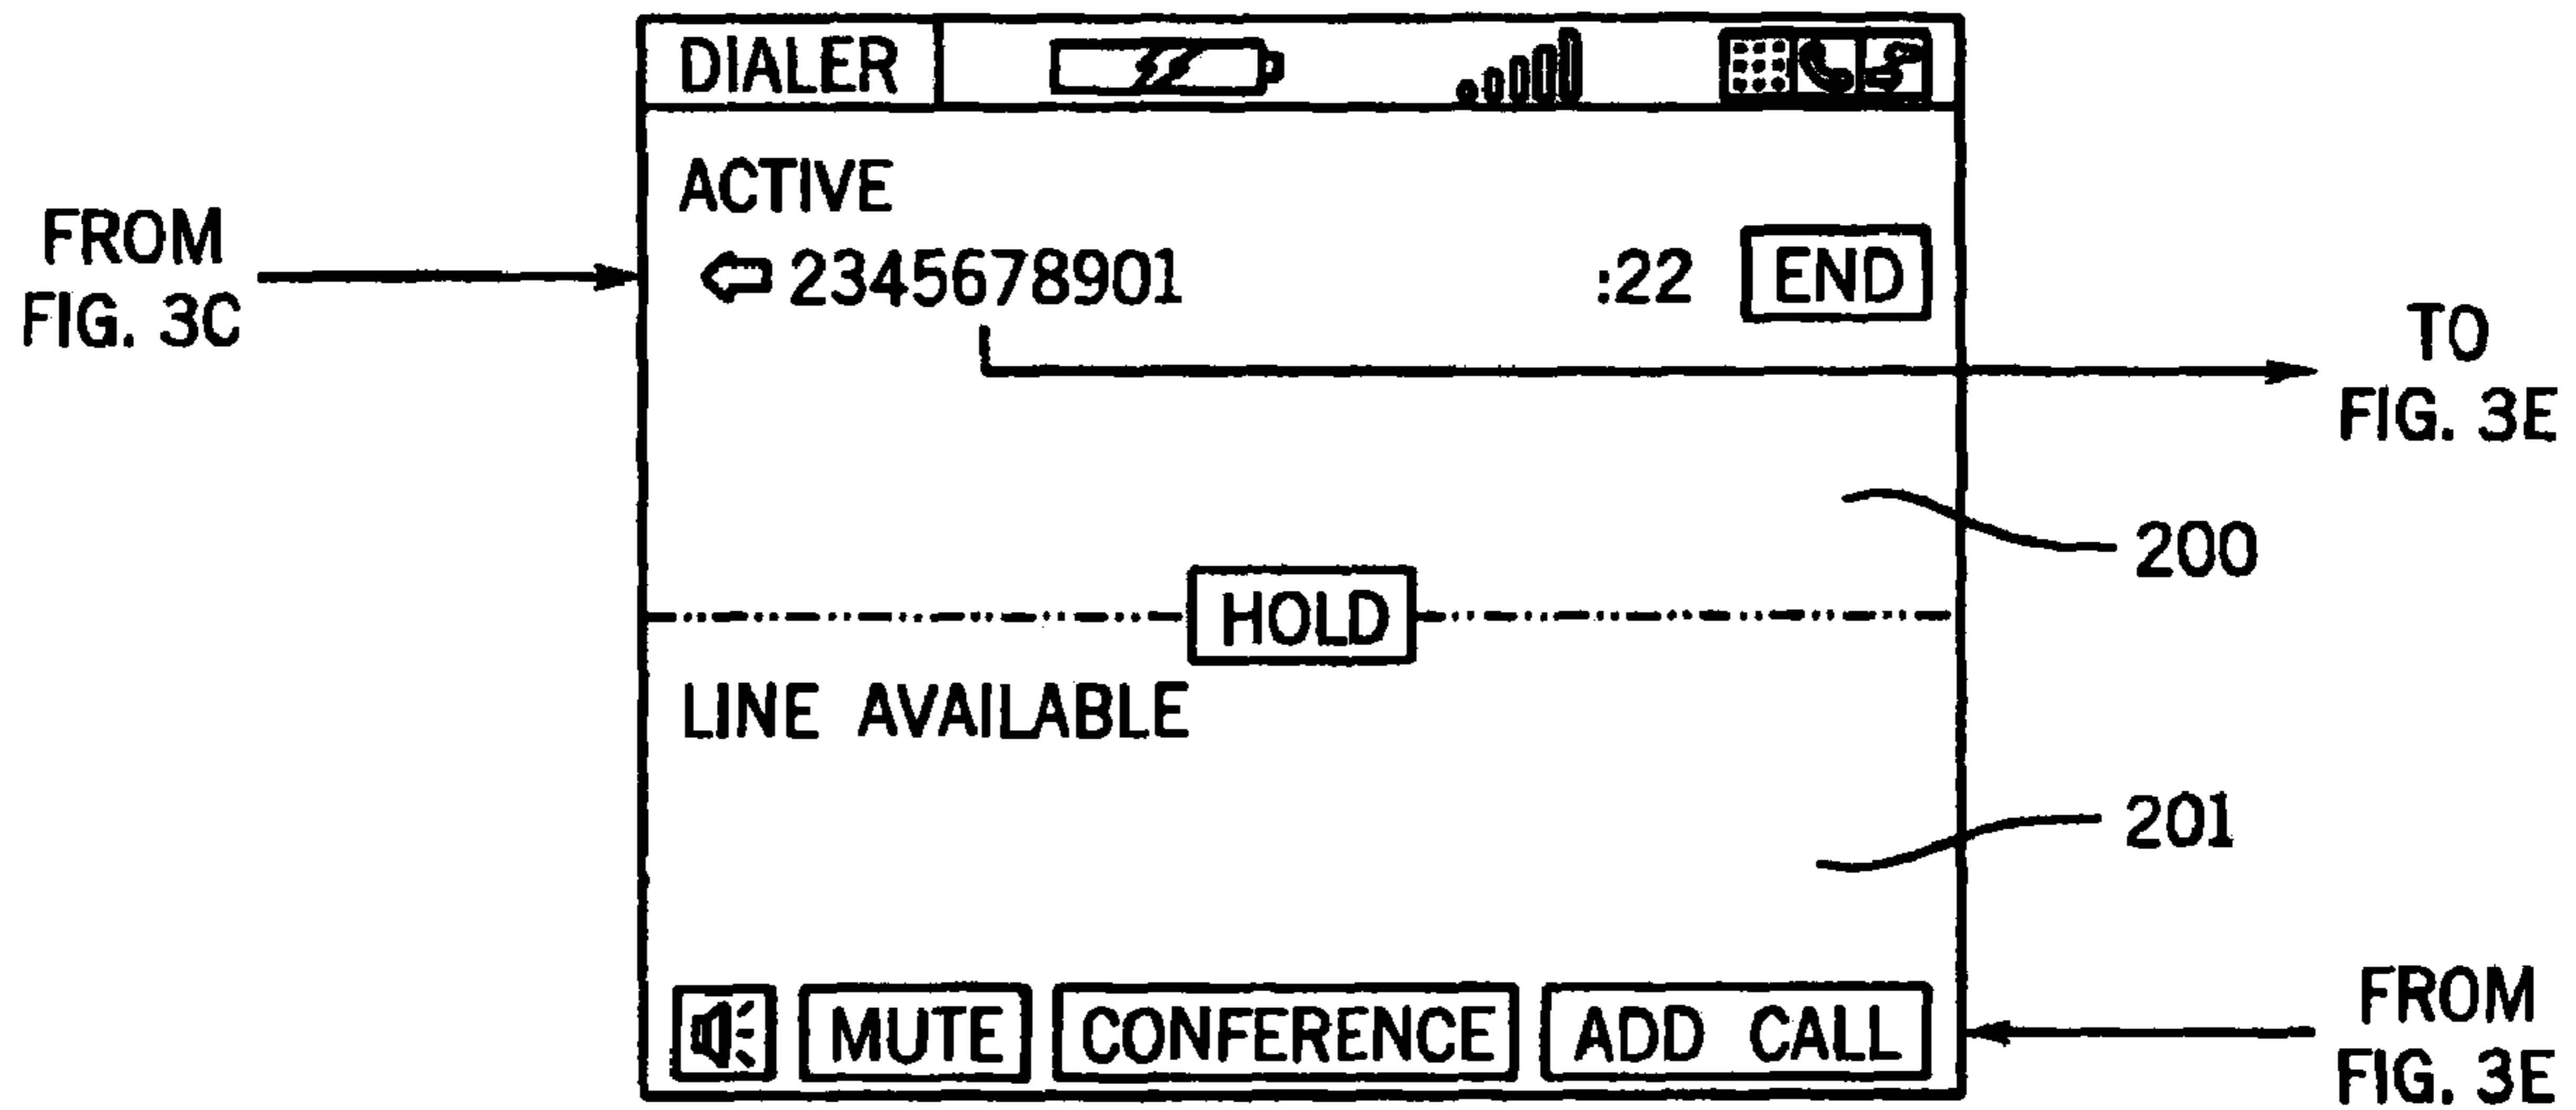 DIALER
ACTIVE
FROM
FIG. 3C
2345678901 :22 END
TO
FIG. 3E
200
HOLD
LINE AVAILABLE
201
MUTE CONFERENCE ADD CALL
FROM
FIG. 3E